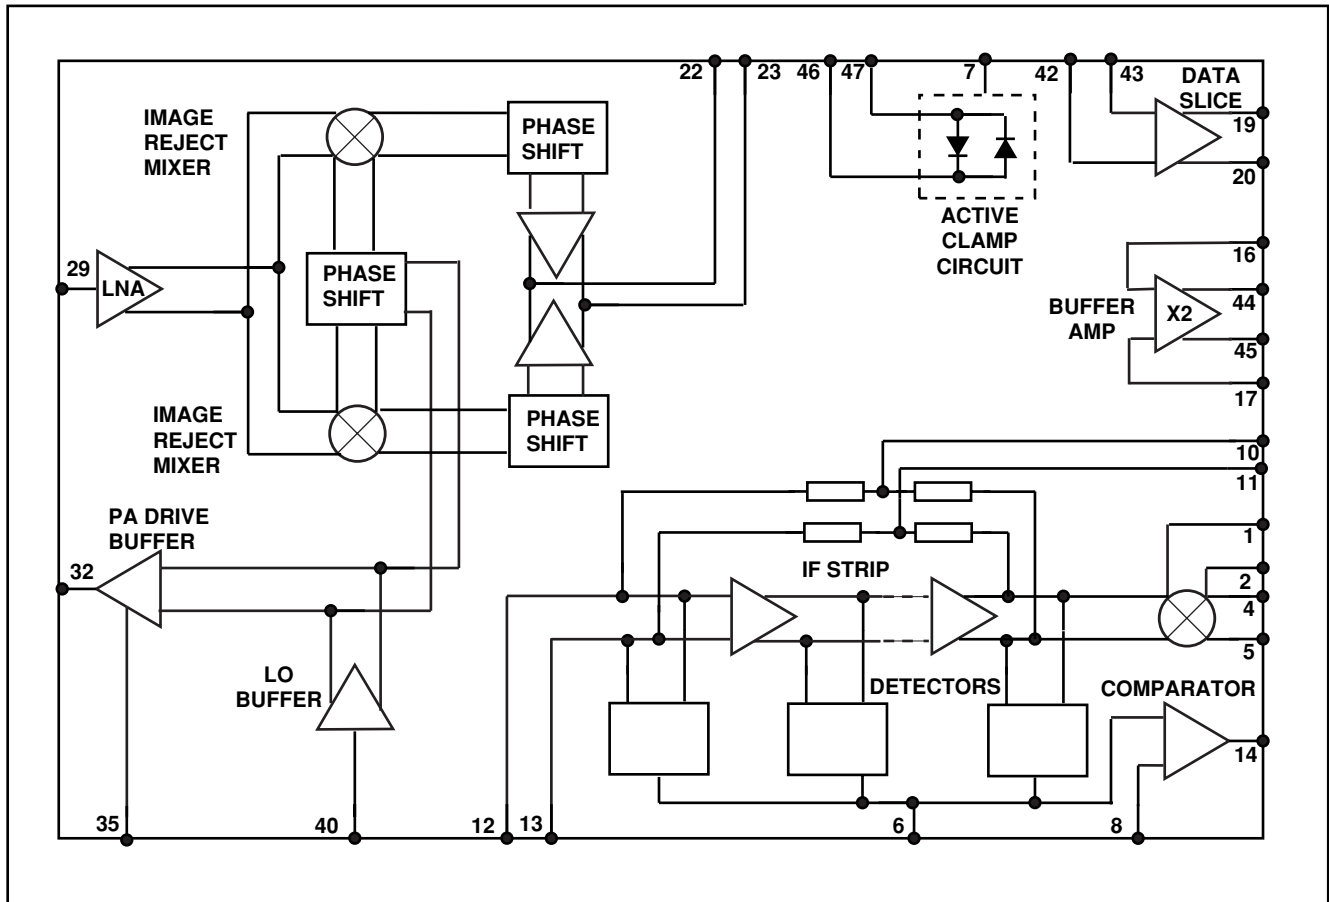 22
23
46
47
7
42
43
DATA
SLICE
19
20
IMAGE
REJECT
MIXER
PHASE
SHIFT
ACTIVE
CLAMP
CIRCUIT
29
LNA
PHASE
SHIFT
16
BUFFER
AMP
X2
44
45
17
IMAGE
REJECT
MIXER
PHASE
SHIFT
10
11
PA DRIVE
BUFFER
32
IF STRIP
1
2
4
5
LO
BUFFER
DETECTORS
COMPARATOR
14
35
40
12
13
6
8